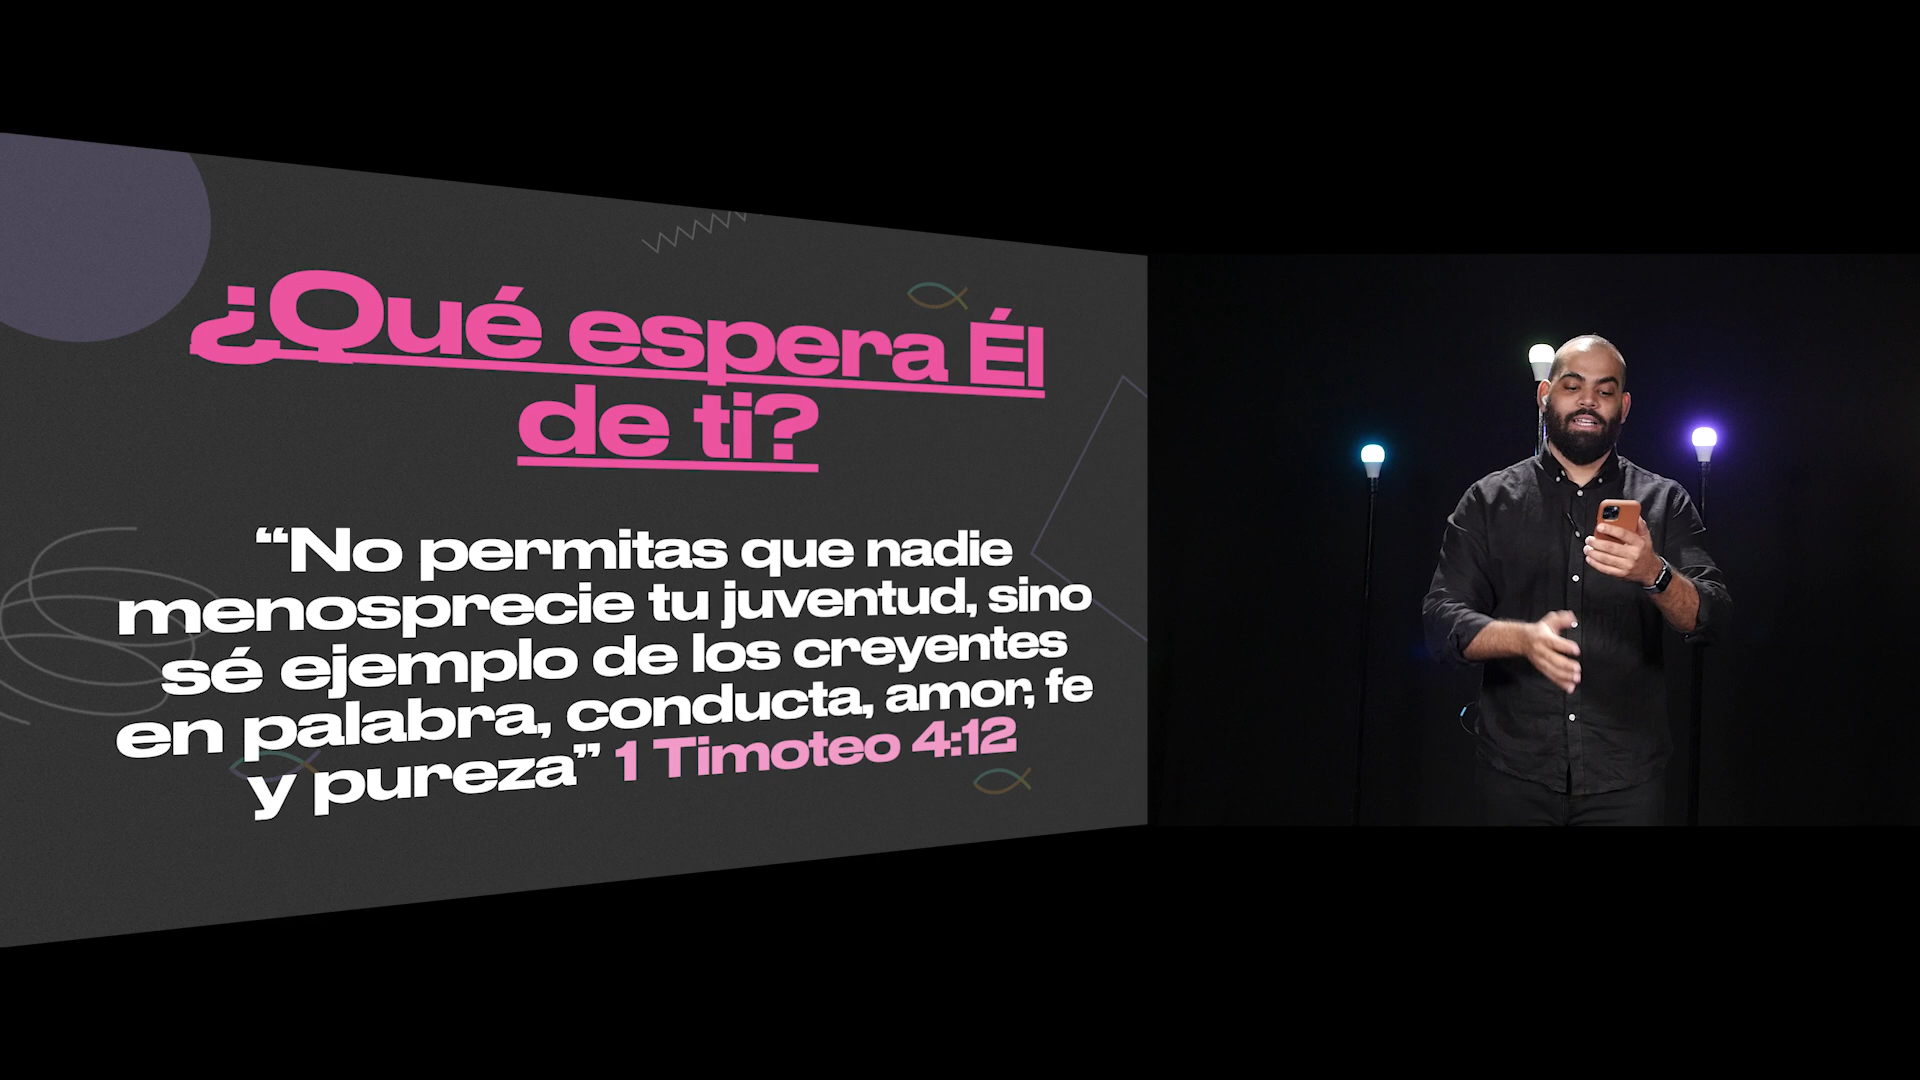 ¿Qué espera Él
de ti?
“No permitas que nadie
menosprecie tu juventud, sino
sé ejemplo de los creyentes
en palabra, conducta, amor, fe
y pureza” 1 Timoteo 4:12